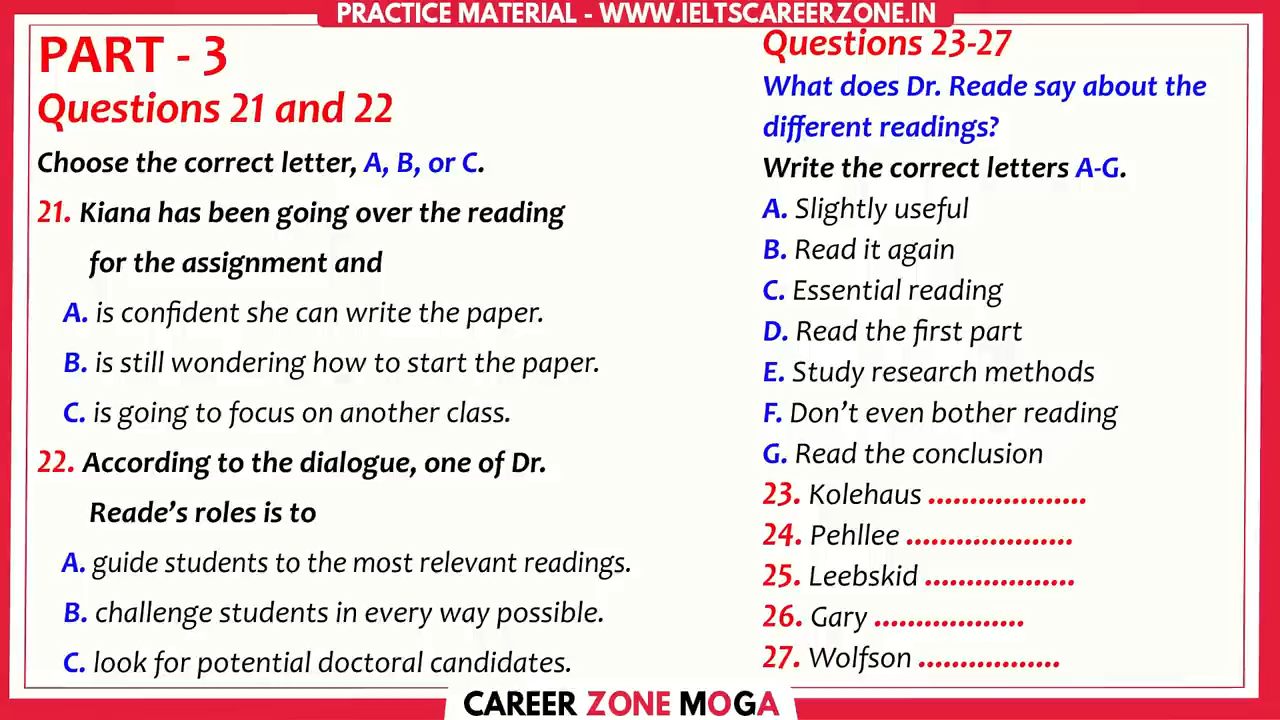 PRACTICE MATERIAL - WWW.IELTSCAREERZONE.IN
PART - 3
Questions 21 and 22
Choose the correct letter, A, B, or C.
21. Kiana has been going over the reading
for the assignment and
A. is confident she can write the paper.
B. is still wondering how to start the paper.
C. is going to focus on another class.
22. According to the dialogue, one of Dr.
Reade’s roles is to
A. guide students to the most relevant readings.
B. challenge students in every way possible.
C. look for potential doctoral candidates.
Questions 23-27
What does Dr. Reade say about the
different readings?
Write the correct letters A-G.
A. Slightly useful
B. Read it again
C. Essential reading
D. Read the first part
E. Study research methods
F. Don’t even bother reading
G. Read the conclusion
23. Kolehaus ...................
24. Pehllee ....................
25. Leebskid ..................
26. Gary ..................
27. Wolfson .................
CAREER ZONE MOGA